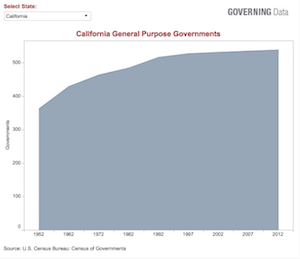 Select State:
GOVERNING Data
California
California General Purpose Governments
500
400
300
200
100
0
Governments
1952 1962 1972 1982 1992 1997 2002 2007 2012
Source: U.S. Census Bureau: Census of Governments